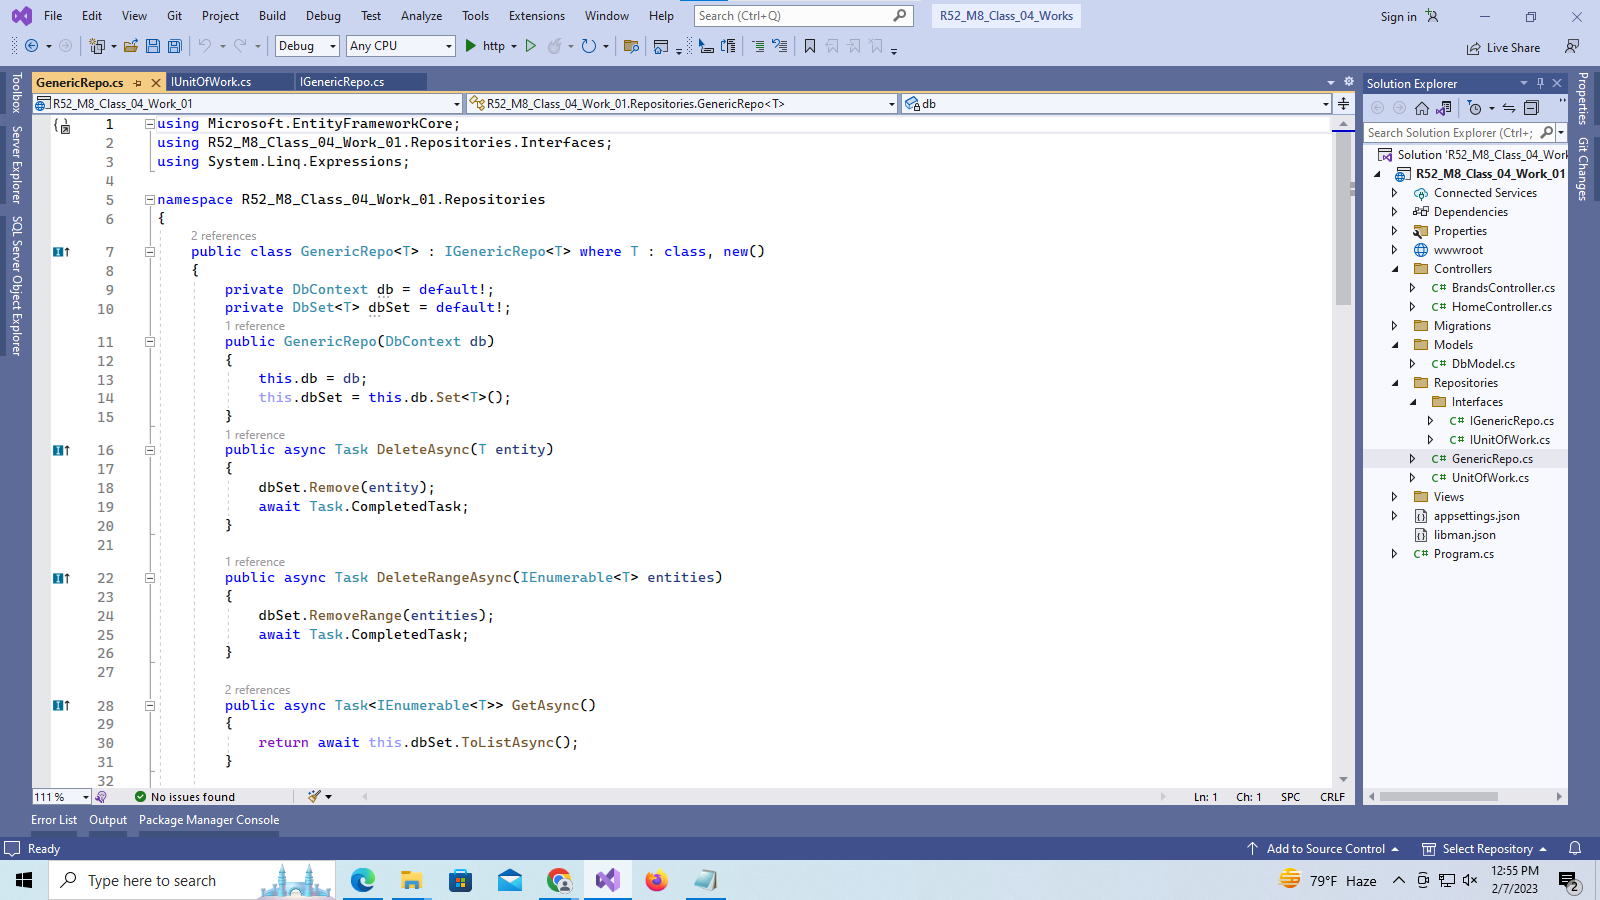 File Edit View Git Project Build Debug Test Analyze Tools Extensions Window Help Search (Ctrl+Q) R52_M8_Class_04_Works Sign in
Debug Any CPU http Live Share
GenericRepo.cs IUnitOfWork.cs IGenericRepo.cs
R52_M8_Class_04_Work_01 R52_M8_Class_04_Work_01.Repositories.GenericRepo<T> db
1 using Microsoft.EntityFrameworkCore;
2 using R52_M8_Class_04_Work_01.Repositories.Interfaces;
3 using System.Linq.Expressions;
4
5 namespace R52_M8_Class_04_Work_01.Repositories
6 {
2 references
7 public class GenericRepo<T> : IGenericRepo<T> where T : class, new()
8 {
9 private DbContext db = default!;
10 private DbSet<T> dbSet = default!;
1 reference
11 public GenericRepo(DbContext db)
12 {
13 this.db = db;
14 this.dbSet = this.db.Set<T>();
15 }
1 reference
16 public async Task DeleteAsync(T entity)
17 {
18 dbSet.Remove(entity);
19 await Task.CompletedTask;
20 }
21
1 reference
22 public async Task DeleteRangeAsync(IEnumerable<T> entities)
23 {
24 dbSet.RemoveRange(entities);
25 await Task.CompletedTask;
26 }
27
2 references
28 public async Task<IEnumerable<T>> GetAsync()
29 {
30 return await this.dbSet.ToListAsync();
31 }
32
111 % No issues found Ln: 1 Ch: 1 SPC CRLF
Toolbox
Server Explorer
SQL Server Object Explorer
Solution Explorer
Search Solution Explorer (Ctrl+;
Solution 'R52_M8_Class_04_Work
R52_M8_Class_04_Work_01
Connected Services
Dependencies
Properties
wwwroot
Controllers
C# BrandsController.cs
C# HomeController.cs
Migrations
Models
C# DbModel.cs
Repositories
Interfaces
C# IGenericRepo.cs
C# IUnitOfWork.cs
C# GenericRepo.cs
C# UnitOfWork.cs
Views
appsettings.json
libman.json
C# Program.cs
Properties
Git Changes
Error List Output Package Manager Console
Ready Add to Source Control Select Repository
Type here to search 79°F Haze 12:55 PM
2/7/2023 2